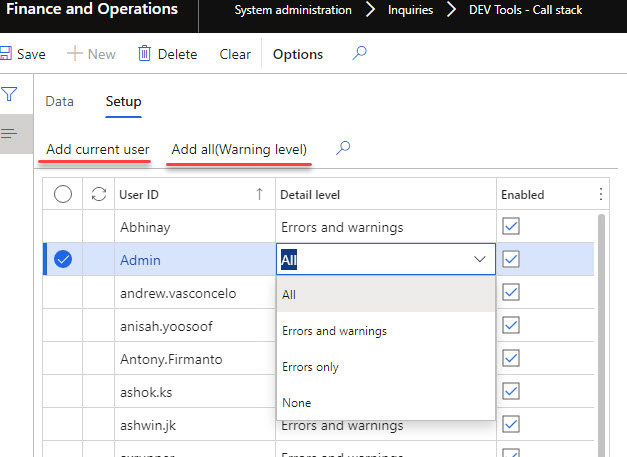 Finance and Operations System administration Inquiries DEV Tools - Call stack
Save New Delete Clear Options
Data Setup
Add current user Add all(Warning level)
User ID Detail level Enabled
Abhinay Errors and warnings
Admin All
andrew.vasconcelo All
anisah.yoosoof Errors and warnings
Antony.Firmanto Errors only
ashok.ks None
ashwin.jk Errors and warnings